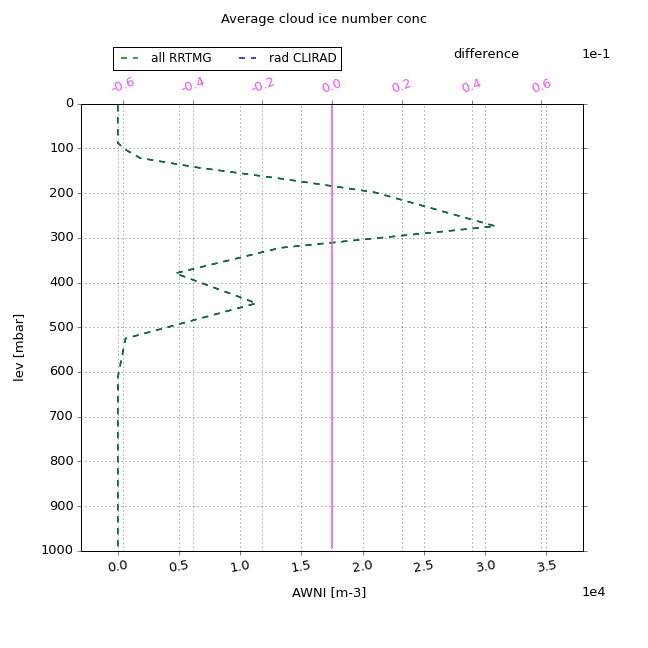 Average cloud ice number conc
all RRTMG rad CLIRAD difference 1e-1
-0.6 -0.4 -0.2 0.0 0.2 0.4 0.6
0
100
200
300
400
500
600
700
800
900
1000
lev [mbar]
0.0 0.5 1.0 1.5 2.0 2.5 3.0 3.5
AWNI [m-3] 1e4